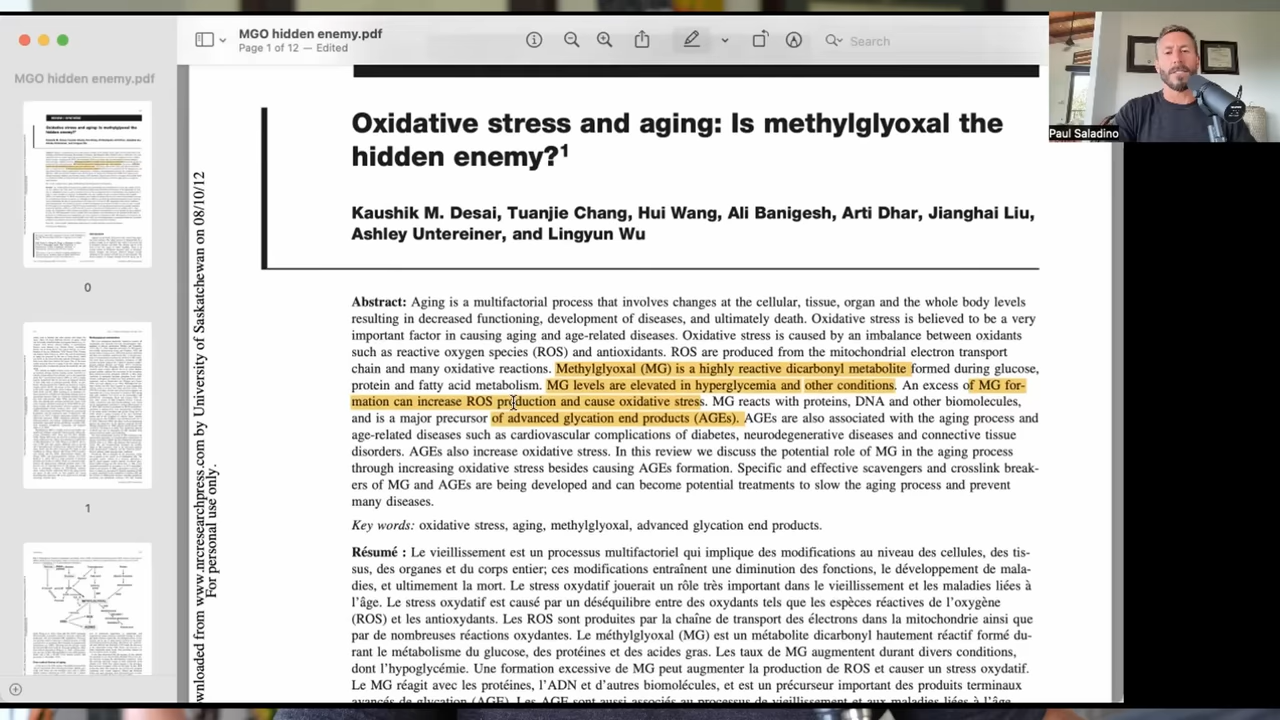 MGO hidden enemy.pdf
Page 1 of 12 — Edited
Search
Paul Saladino
MGO hidden enemy.pdf
0
1
wnloaded from www.nrcresearchpress.com by University of Saskatchewan on 08/10/12
For personal use only.
Oxidative stress and aging: Is methylglyoxal the
hidden enemy?1
Kaushik M. Desai, Tuanjie Chang, Hui Wang, Ali Banigesh, Arti Dhar, Jianghai Liu,
Ashley Untereiner, and Lingyun Wu
Abstract: Aging is a multifactorial process that involves changes at the cellular, tissue, organ and the whole body levels
resulting in decreased functioning, development of diseases, and ultimately death. Oxidative stress is believed to be a very
important factor in causing aging and age-related diseases. Oxidative stress is caused by an imbalance between oxidants
such as reactive oxygen species (ROS) and antioxidants. ROS are produced from the mitochondrial electron transport
chain and many oxidative reactions. Methylglyoxal (MG) is a highly reactive dicarbonyl metabolite formed during glucose,
protein and fatty acid metabolism. MG levels are elevated in hyperglycemia and other conditions. An excess of MG for-
mation can increase ROS production and cause oxidative stress. MG reacts with proteins, DNA and other biomolecules,
and is a major precursor of advanced glycation end products (AGEs). AGEs are also associated with the aging process and
age-related diseases such as cardiovascular complications of diabetes, neurodegenerative diseases and connective tissue
disorders. AGEs also increase oxidative stress. In this review we discuss the potential role of MG in the aging process
through increasing oxidative stress besides causing AGEs formation. Specific and effective scavengers and crosslink break-
ers of MG and AGEs are being developed and can become potential treatments to slow the aging process and prevent
many diseases.
Key words: oxidative stress, aging, methylglyoxal, advanced glycation end products.
Résumé : Le vieillissement est un processus multifactoriel qui implique des modifications au niveau des cellules, des tis-
sus, des organes et du corps entier; ces modifications entraînent une diminution des fonctions, le développement de mala-
dies, et ultimement la mort. Le stress oxydatif jouerait un rôle très important dans le vieillissement et les maladies liées à
l'âge. Le stress oxydatif est causé par un déséquilibre entre des oxydants tels que les espèces réactives de l'oxygène
(ROS) et les antioxydants. Les ROS sont produites par la chaîne de transport des électrons dans la mitochondrie ainsi que
par de nombreuses réactions oxydantes. Le méthylglyoxal (MG) est un métabolite dicarbonyl hautement réactif formé du-
rant le métabolisme du glucose, des protéines et des acides gras. Les taux de MG augmentent durant divers conditions,
dont l'hypoglycémie. Une formation excessive de MG peut augmenter la production de ROS et causer un stress oxydatif.
Le MG réagit avec les protéines, l'ADN et d'autres biomolécules, et est un précurseur important des produits terminaux
avancés de glycation (AGE). Les AGE sont aussi associés au processus de vieillissement et aux maladies liées à l'âge